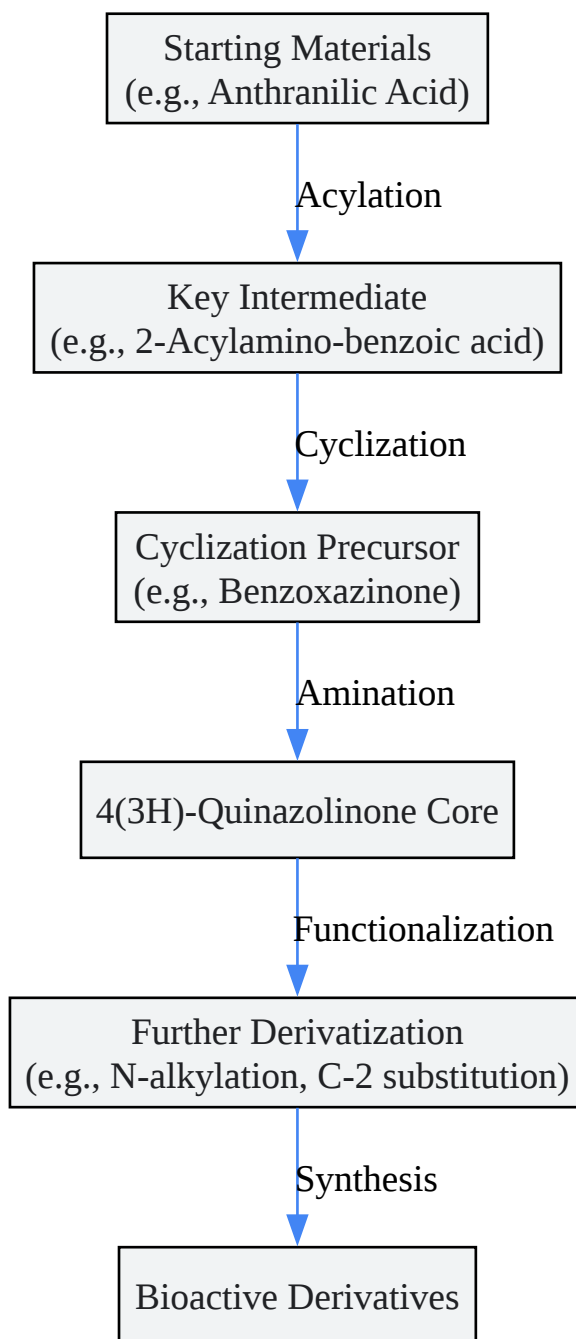 Starting Materials
(e.g., Anthranilic Acid)
Acylation
Key Intermediate
(e.g., 2-Acylamino-benzoic acid)
Cyclization
Cyclization Precursor
(e.g., Benzoxazinone)
Amination
4(3H)-Quinazolinone Core
Functionalization
Further Derivatization
(e.g., N-alkylation, C-2 substitution)
Synthesis
Bioactive Derivatives